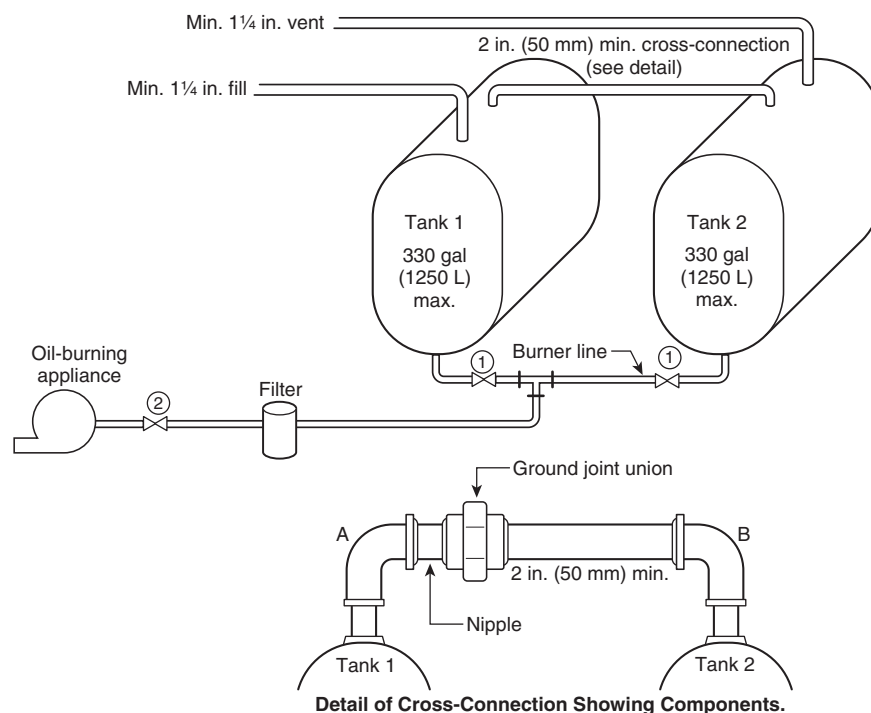 Min. 1¼ in. vent
2 in. (50 mm) min. cross-connection
(see detail)
Min. 1¼ in. fill
Tank 1
330 gal
(1250 L)
max.
Tank 2
330 gal
(1250 L)
max.
Oil-burning
appliance
Filter
1
Burner line
1
2
Ground joint union
A
B
2 in. (50 mm) min.
Nipple
Tank 1
Tank 2
Detail of Cross-Connection Showing Components.